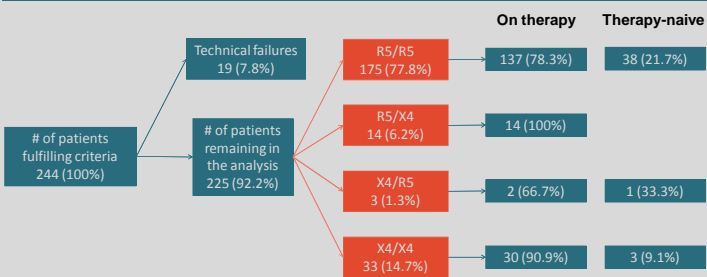 On therapy
Therapy-naive
Technical failures
19 (7.8%)
R5/R5
175 (77.8%)
137 (78.3%)
38 (21.7%)
# of patients
fulfilling criteria
244 (100%)
# of patients
remaining in
the analysis
225 (92.2%)
R5/X4
14 (6.2%)
14 (100%)
X4/R5
3 (1.3%)
2 (66.7%)
1 (33.3%)
X4/X4
33 (14.7%)
30 (90.9%)
3 (9.1%)